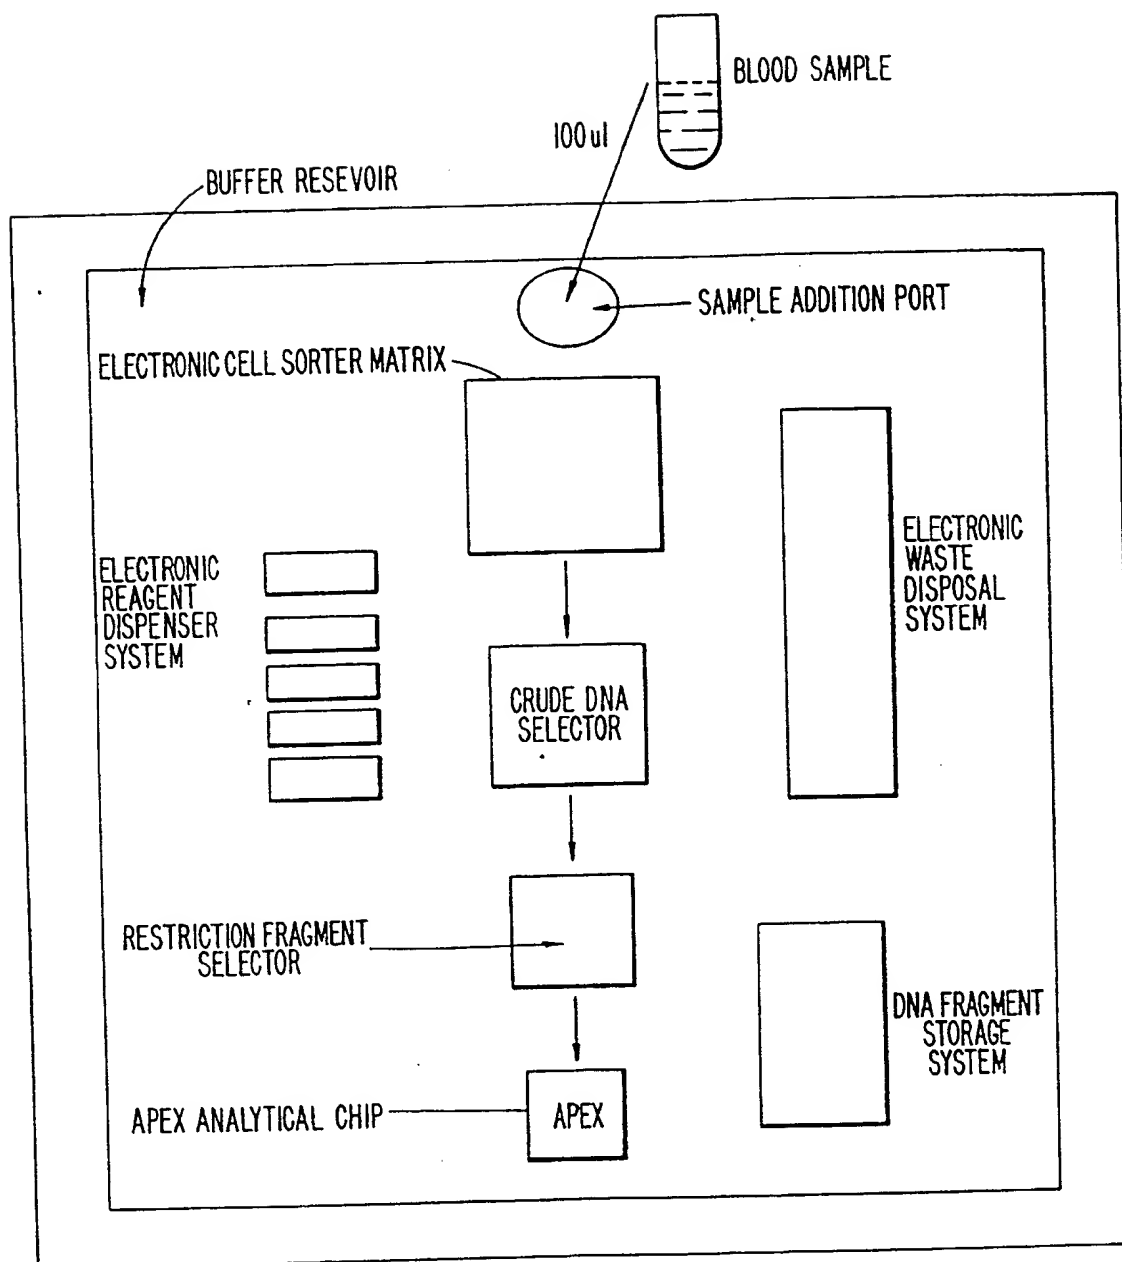 BLOOD SAMPLE
100ul
BUFFER RESEVOIR
SAMPLE ADDITION PORT
ELECTRONIC CELL SORTER MATRIX
ELECTRONIC
REAGENT
DISPENSER
SYSTEM
ELECTRONIC
WASTE
DISPOSAL
SYSTEM
CRUDE DNA
SELECTOR
RESTRICTION FRAGMENT
SELECTOR
DNA FRAGMENT
STORAGE
SYSTEM
APEX ANALYTICAL CHIP
APEX